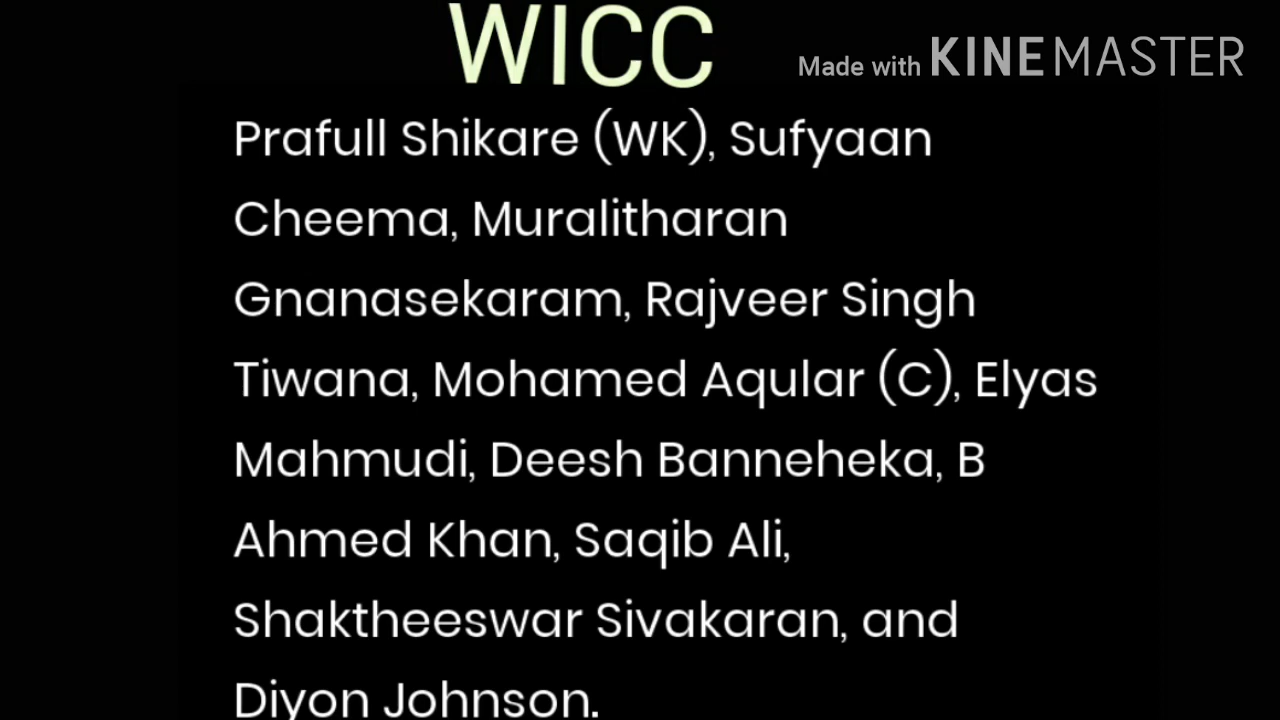 WICC
Made with KINEMASTER
Prafull Shikare (WK), Sufyaan
Cheema, Muralitharan
Gnanasekaram, Rajveer Singh
Tiwana, Mohamed Aqular (C), Elyas
Mahmudi, Deesh Banneheka, B
Ahmed Khan, Saqib Ali,
Shaktheeswar Sivakaran, and
Diyon Johnson.